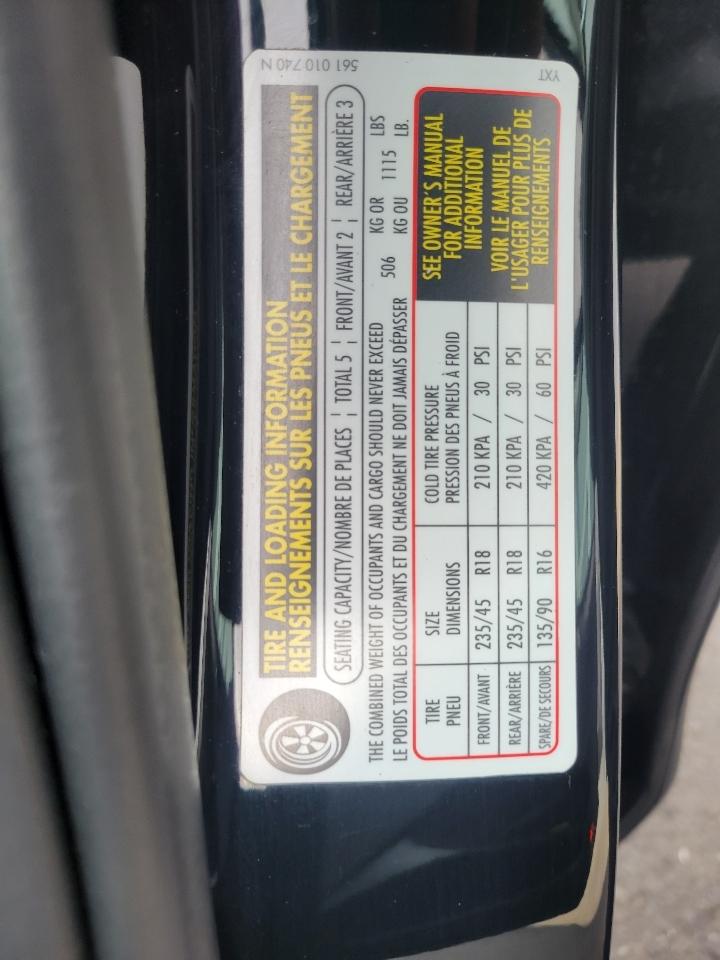 561 010 740 N
YXT
TIRE AND LOADING INFORMATION
RENSEIGNEMENTS SUR LES PNEUS ET LE CHARGEMENT
SEATING CAPACITY/NOMBRE DE PLACES | TOTAL 5 | FRONT/AVANT 2 | REAR/ARRIÈRE 3
THE COMBINED WEIGHT OF OCCUPANTS AND CARGO SHOULD NEVER EXCEED 506 KG OR 1115 LBS
LE POIDS TOTAL DES OCCUPANTS ET DU CHARGEMENT NE DOIT JAMAIS DÉPASSER KG OU LB.
TIRE SIZE COLD TIRE PRESSURE
PNEU DIMENSIONS PRESSION DES PNEUS À FROID
FRONT/AVANT 235/45 R18 210 KPA / 30 PSI
REAR/ARRIÈRE 235/45 R18 210 KPA / 30 PSI
SPARE/DE SECOURS 135/90 R16 420 KPA / 60 PSI
SEE OWNER'S MANUAL
FOR ADDITIONAL
INFORMATION
VOIR LE MANUEL DE
L'USAGER POUR PLUS DE
RENSEIGNEMENTS